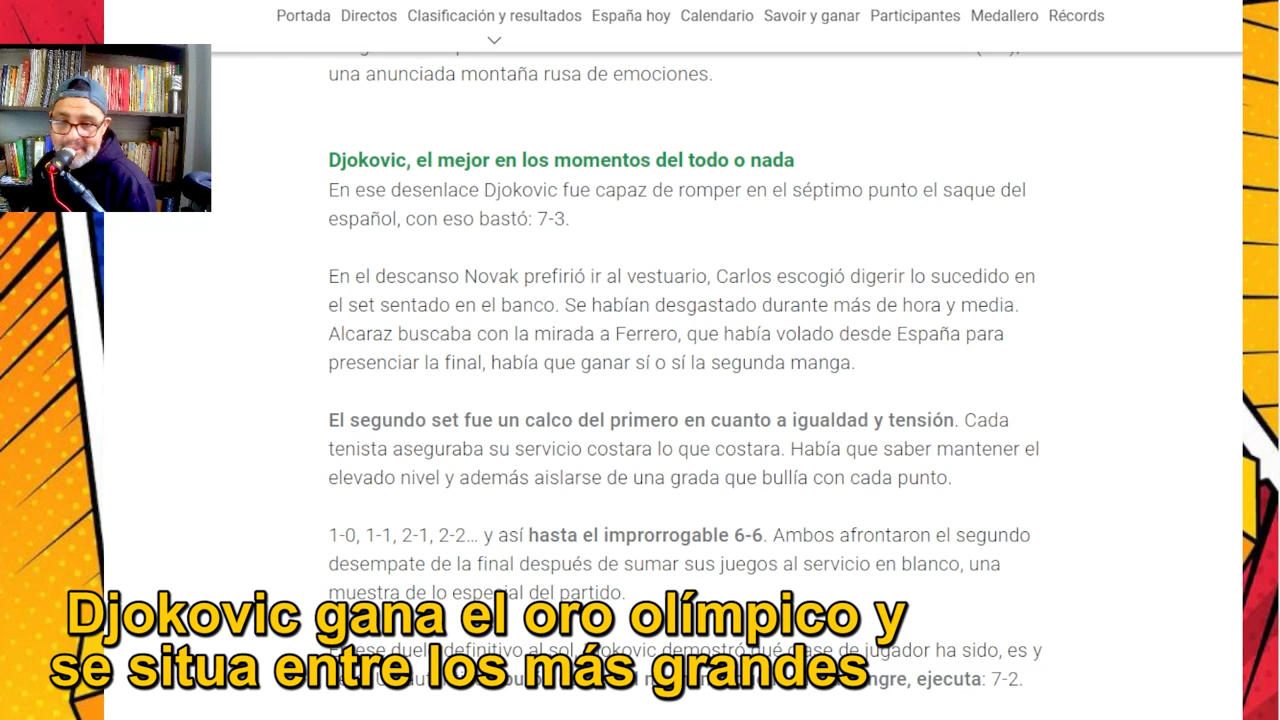 Portada Directos Clasificación y resultados España hoy Calendario Savoir y ganar Participantes Medallero Récords
una anunciada montaña rusa de emociones.
Djokovic, el mejor en los momentos del todo o nada
En ese desenlace Djokovic fue capaz de romper en el séptimo punto el saque del
español, con eso bastó: 7-3.
En el descanso Novak prefirió ir al vestuario, Carlos escogió digerir lo sucedido en
el set sentado en el banco. Se habían desgastado durante más de hora y media.
Alcaraz buscaba con la mirada a Ferrero, que había volado desde España para
presenciar la final, había que ganar sí o sí la segunda manga.
El segundo set fue un calco del primero en cuanto a igualdad y tensión. Cada
tenista aseguraba su servicio costara lo que costara. Había que saber mantener el
elevado nivel y además aislarse de una grada que bullía con cada punto.
1-0, 1-1, 2-1, 2-2... y así hasta el improrrogable 6-6. Ambos afrontaron el segundo
desempate de la final después de sumar sus juegos al servicio en blanco, una
muestra de lo especial del partido.
ese duelo definitivo al sol, Djokovic demostró qué clase de jugador ha sido, es y
ejecuta: 7-2.
Djokovic gana el oro olímpico y
se situa entre los más grandes